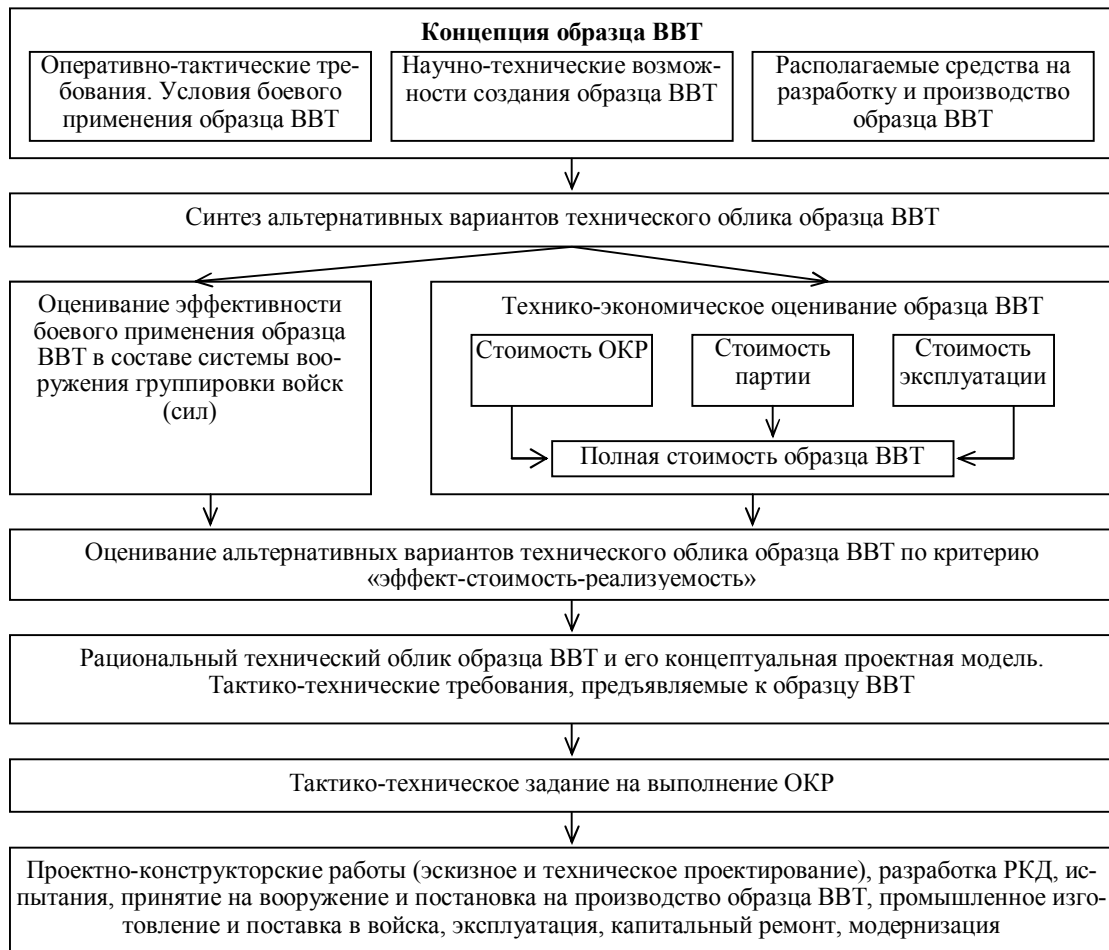 Концепция образца ВВТ
Оперативно-тактические тре-
бования. Условия боевого
применения образца ВВТ
Научно-технические возмож-
ности создания образца ВВТ
Располагаемые средства на
разработку и производство
образца ВВТ
Синтез альтернативных вариантов технического облика образца ВВТ
Оценивание эффективности
боевого применения образца
ВВТ в составе системы воо-
ружения группировки войск
(сил)
Технико-экономическое оценивание образца ВВТ
Стоимость ОКР
Стоимость
партии
Стоимость
эксплуатации
Полная стоимость образца ВВТ
Оценивание альтернативных вариантов технического облика образца ВВТ по критерию
«эффект-стоимость-реализуемость»
Рациональный технический облик образца ВВТ и его концептуальная проектная модель.
Тактико-технические требования, предъявляемые к образцу ВВТ
Тактико-техническое задание на выполнение ОКР
Проектно-конструкторские работы (эскизное и техническое проектирование), разработка РКД, ис-
пытания, принятие на вооружение и постановка на производство образца ВВТ, промышленное изго-
товление и поставка в войска, эксплуатация, капитальный ремонт, модернизация